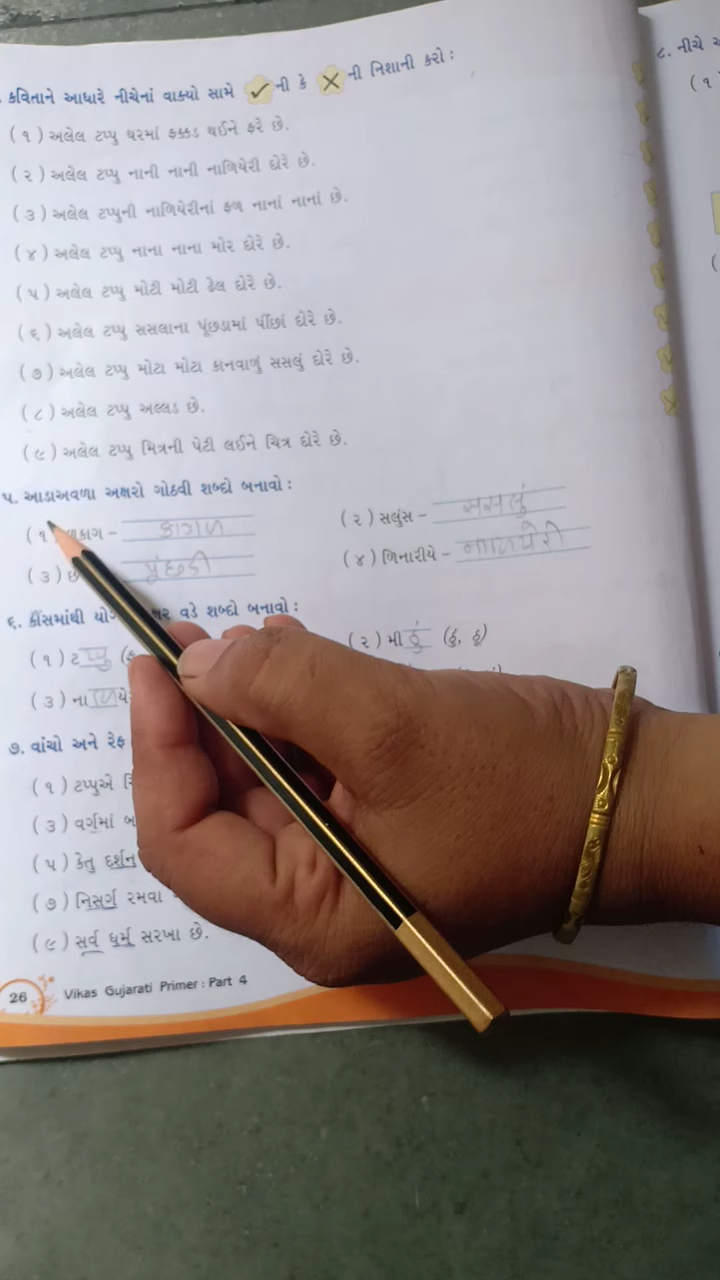 કવિતાને આધારે નીચેનાં વાક્યો સામે ✓ ની કે ✗ ની નિશાની કરો :
(૧) અલેલ ટપ્પુ ઘરમાં ફક્કડ થઈને ફરે છે.
(૨) અલેલ ટપ્પુ નાની નાની નાળિયેરી દોરે છે.
(૩) અલેલ ટપ્પુની નાળિયેરીનાં ફળ નાનાં નાનાં છે.
(૪) અલેલ ટપ્પુ નાના નાના મોર દોરે છે.
(૫) અલેલ ટપ્પુ મોટી મોટી ઢેલ દોરે છે.
(૬) અલેલ ટપ્પુ સસલાના પૂંછડામાં પીંછાં દોરે છે.
(૭) અલેલ ટપ્પુ મોટા મોટા કાનવાળું સસલું દોરે છે.
(૮) અલેલ ટપ્પુ અલ્લડ છે.
(૯) અલેલ ટપ્પુ મિત્રની પેટી લઈને ચિત્ર દોરે છે.
૫. આડાઅવળા અક્ષરો ગોઠવી શબ્દો બનાવો :
(૧) ળકાગ – કાગળ (૨) સલુંસ – સસલું
(૩) છ પૂંછડી (૪) ળિનારીયે – નાળિયેરી
૬. કૌંસમાંથી વડે શબ્દો બનાવો :
(૧) ટપ્પુ (૨) મીઠું (ઠું, ઠૂ)
(૩) નાળિયે
૭. વાંચો અને રેફ
(૧) ટપ્પુએ
(૩) વર્ગમાં
(૫) કેતુ દર્શન
(૭) નિસર્ગ રમવા
(૯) સર્વ ધર્મ સરખા છે.
26 Vikas Gujarati Primer : Part 4
૮. નીચે
(૧